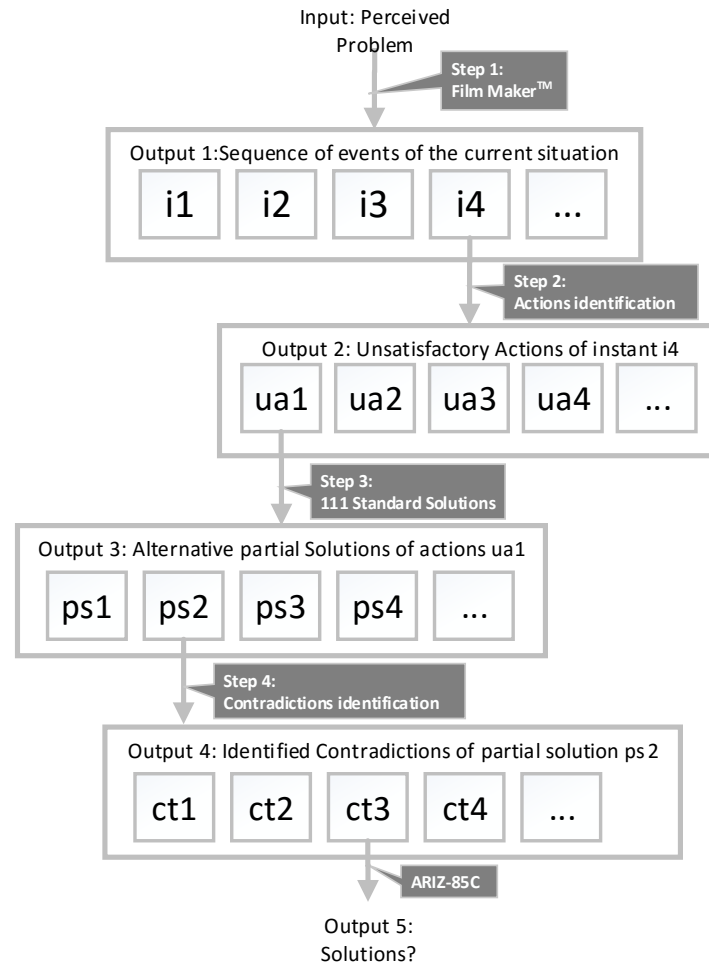 Input: Perceived
Problem
Step 1:
Film Maker™
Output 1:Sequence of events of the current situation
i1 i2 i3 i4 ...
Step 2:
Actions identification
Output 2: Unsatisfactory Actions of instant i4
ua1 ua2 ua3 ua4 ...
Step 3:
111 Standard Solutions
Output 3: Alternative partial Solutions of actions ua1
ps1 ps2 ps3 ps4 ...
Step 4:
Contradictions identification
Output 4: Identified Contradictions of partial solution ps2
ct1 ct2 ct3 ct4 ...
ARIZ-85C
Output 5:
Solutions?